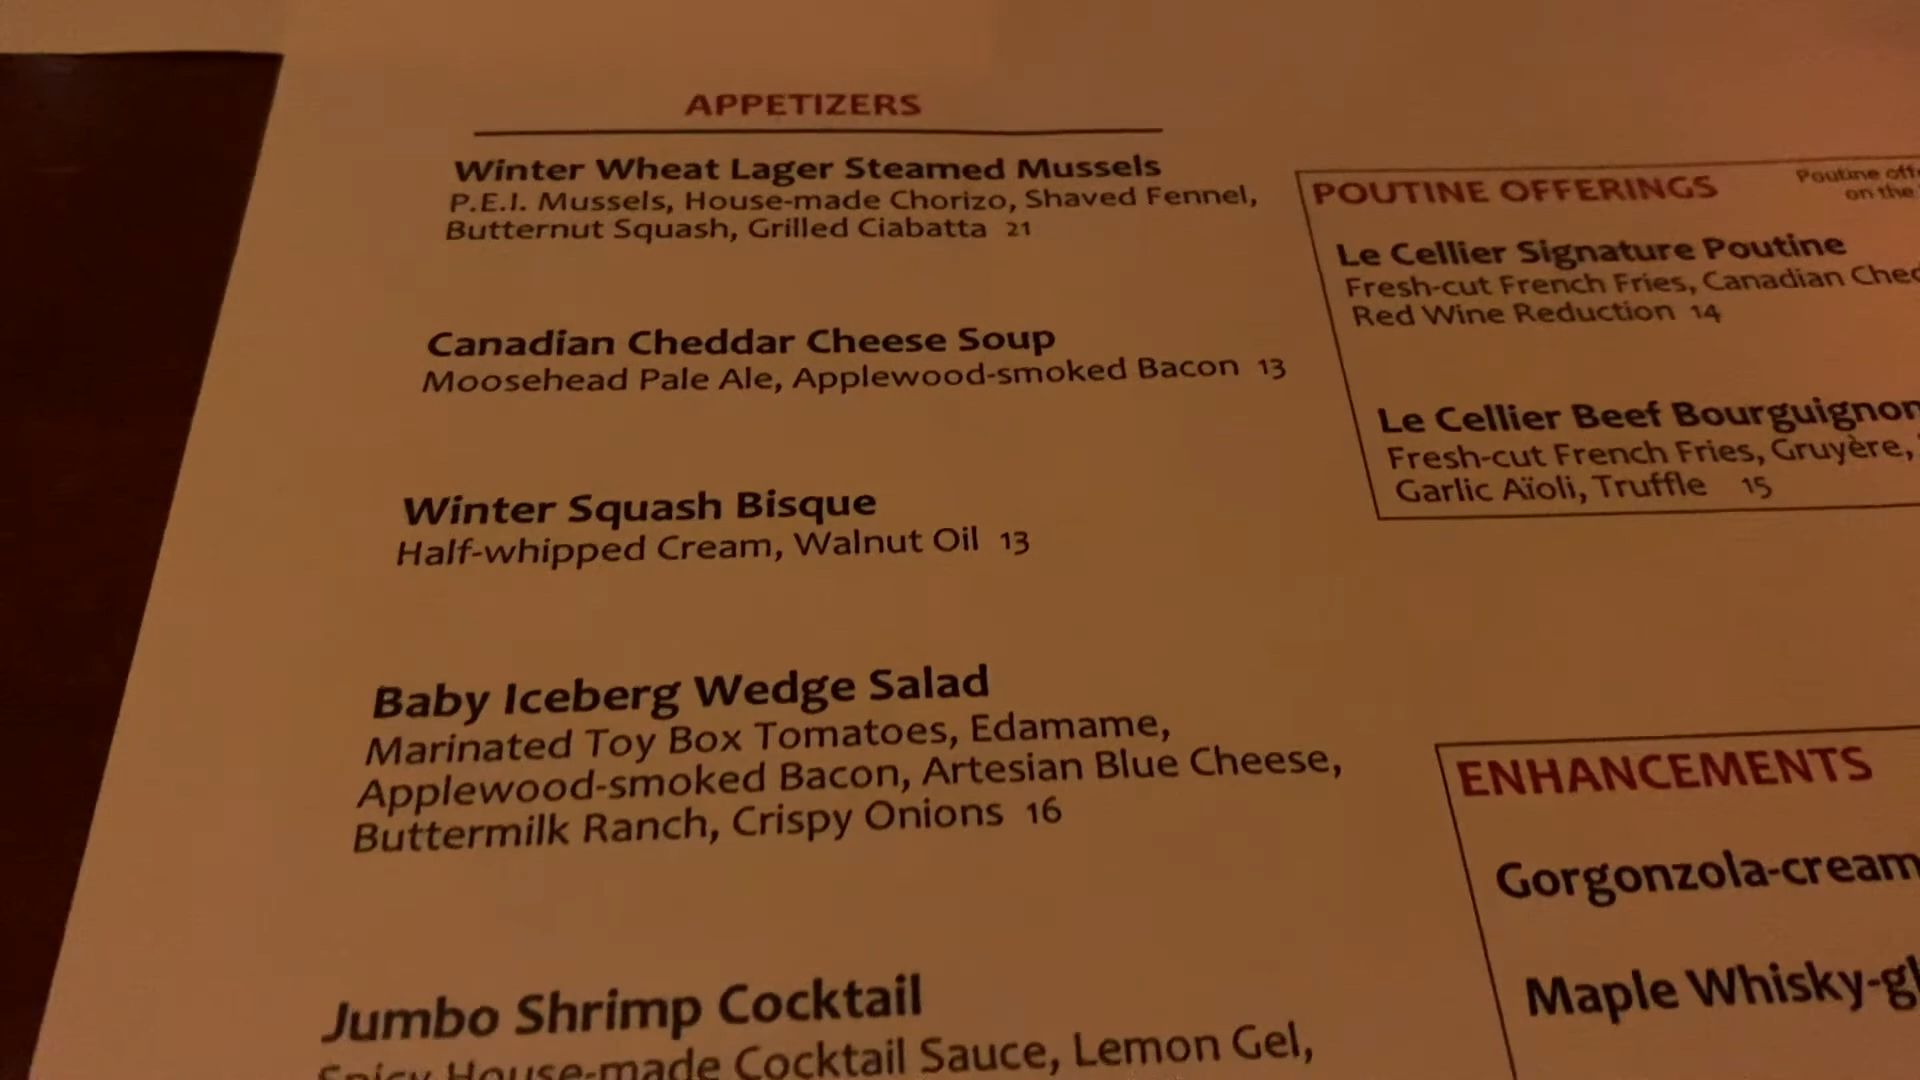 APPETIZERS
Winter Wheat Lager Steamed Mussels
P.E.I. Mussels, House-made Chorizo, Shaved Fennel,
Butternut Squash, Grilled Ciabatta 21
Canadian Cheddar Cheese Soup
Moosehead Pale Ale, Applewood-smoked Bacon 13
Winter Squash Bisque
Half-whipped Cream, Walnut Oil 13
Baby Iceberg Wedge Salad
Marinated Toy Box Tomatoes, Edamame,
Applewood-smoked Bacon, Artesian Blue Cheese,
Buttermilk Ranch, Crispy Onions 16
Jumbo Shrimp Cocktail
Spicy House-made Cocktail Sauce, Lemon Gel,
POUTINE OFFERINGS
Poutine
on the
Le Cellier Signature Poutine
Fresh-cut French Fries, Canadian
Red Wine Reduction 14
Le Cellier Beef Bourguignon
Fresh-cut French Fries, Gruyère,
Garlic Aïoli, Truffle 15
ENHANCEMENTS
Gorgonzola-cream
Maple Whisky-gl